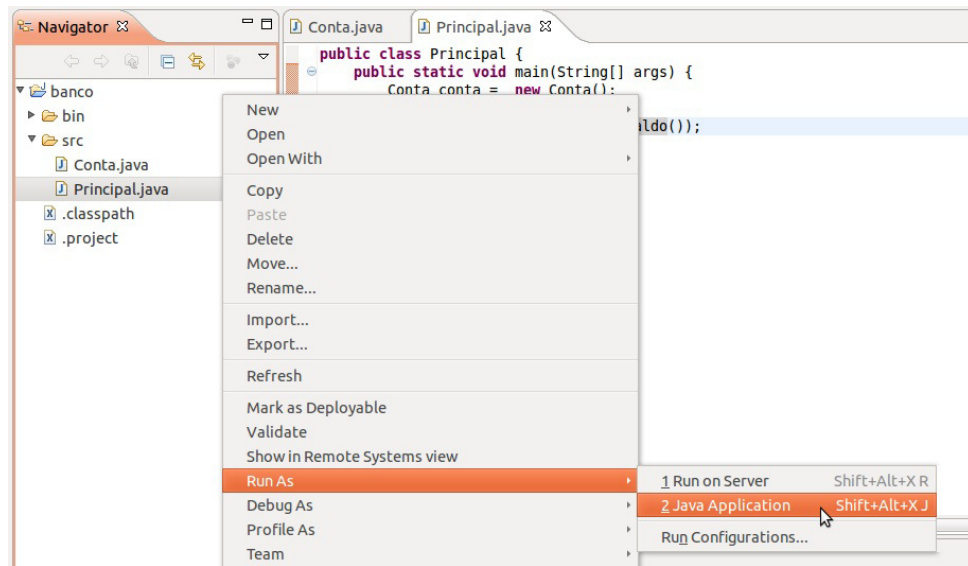 Navigator
Conta.java
Principal.java
public class Principal {
public static void main(String[] args) {
Conta conta = new Conta();
aldo());
banco
bin
src
Conta.java
Principal.java
.classpath
.project
New
Open
Open With
Copy
Paste
Delete
Move...
Rename...
Import...
Export...
Refresh
Mark as Deployable
Validate
Show in Remote Systems view
Run As
Debug As
Profile As
Team
1 Run on Server Shift+Alt+X R
2 Java Application Shift+Alt+X J
Run Configurations...